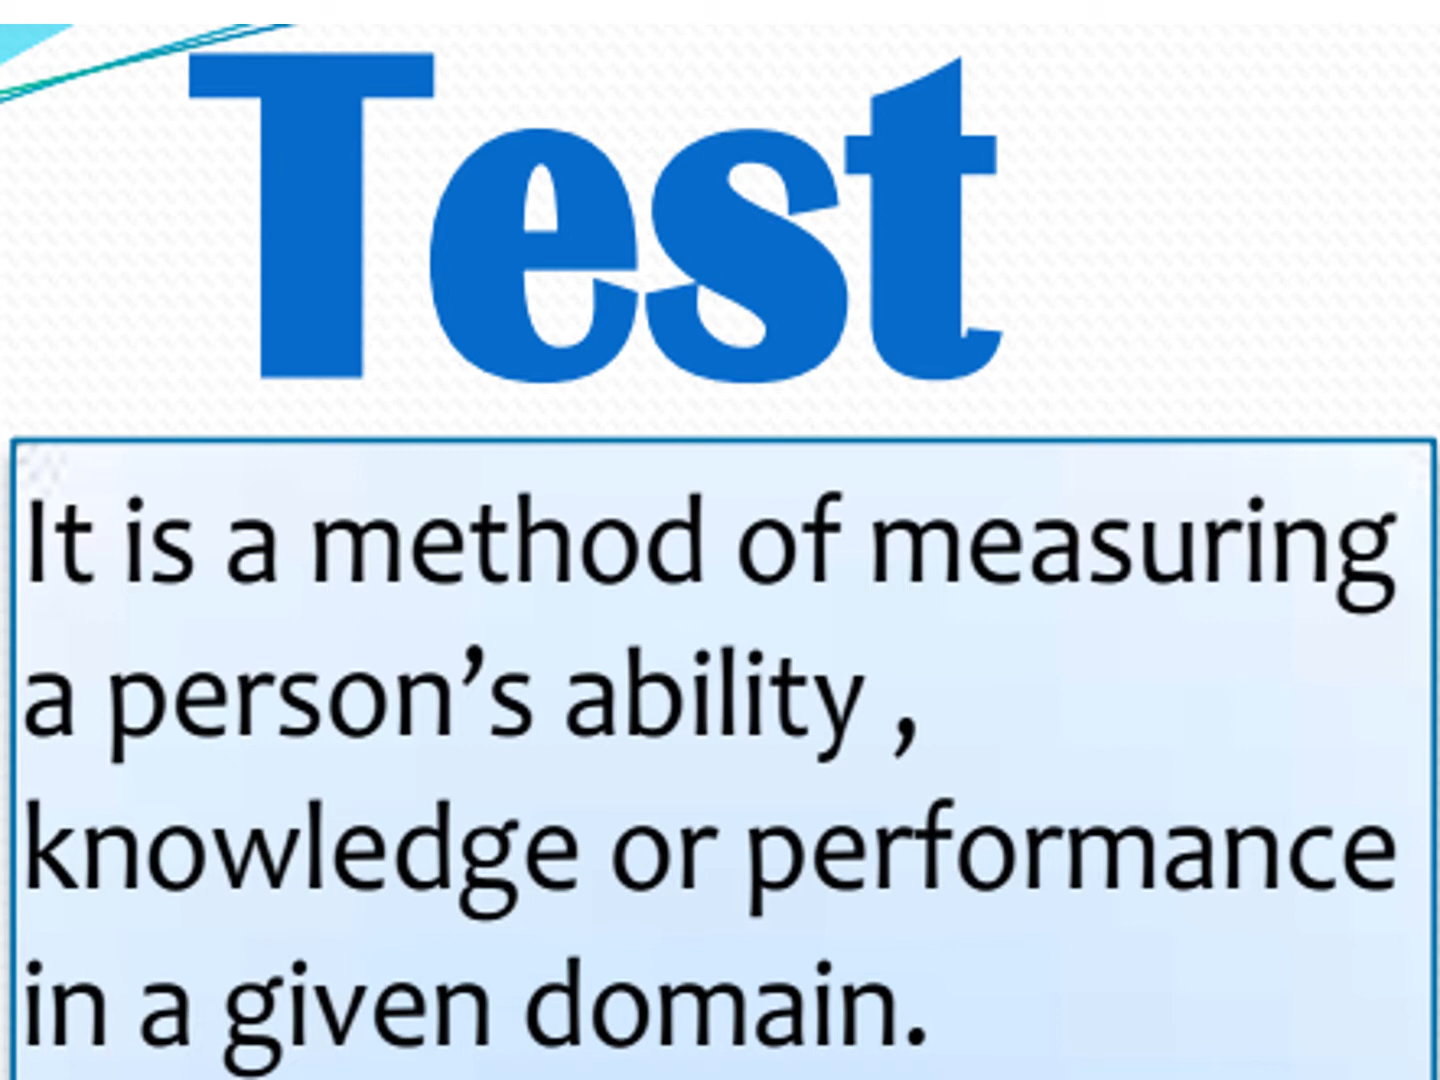 Test
It is a method of measuring
a person’s ability ,
knowledge or performance
in a given domain.